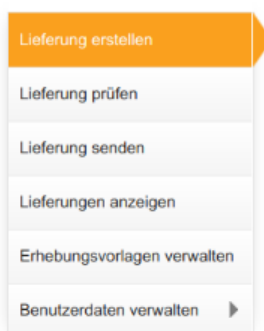 Lieferung erstellen
Lieferung prüfen
Lieferung senden
Lieferungen anzeigen
Erhebungsvorlagen verwalten
Benutzerdaten verwalten